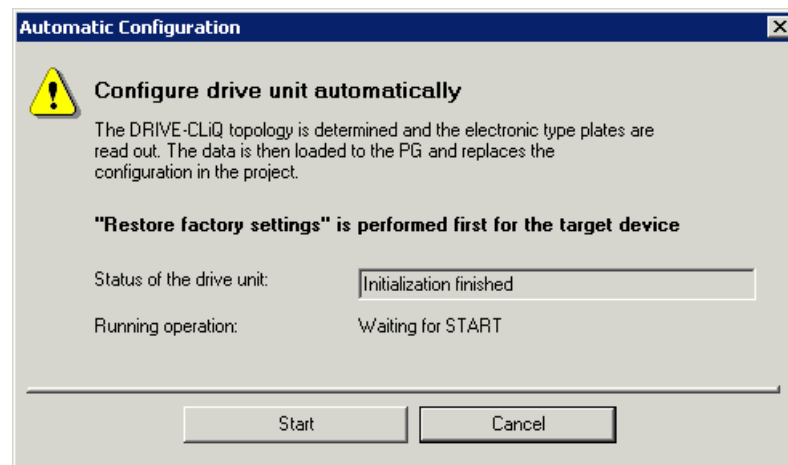 Automatic Configuration
Configure drive unit automatically
The DRIVE-CLiQ topology is determined and the electronic type plates are
read out. The data is then loaded to the PG and replaces the
configuration in the project.
"Restore factory settings" is performed first for the target device
Status of the drive unit: Initialization finished
Running operation: Waiting for START
Start Cancel